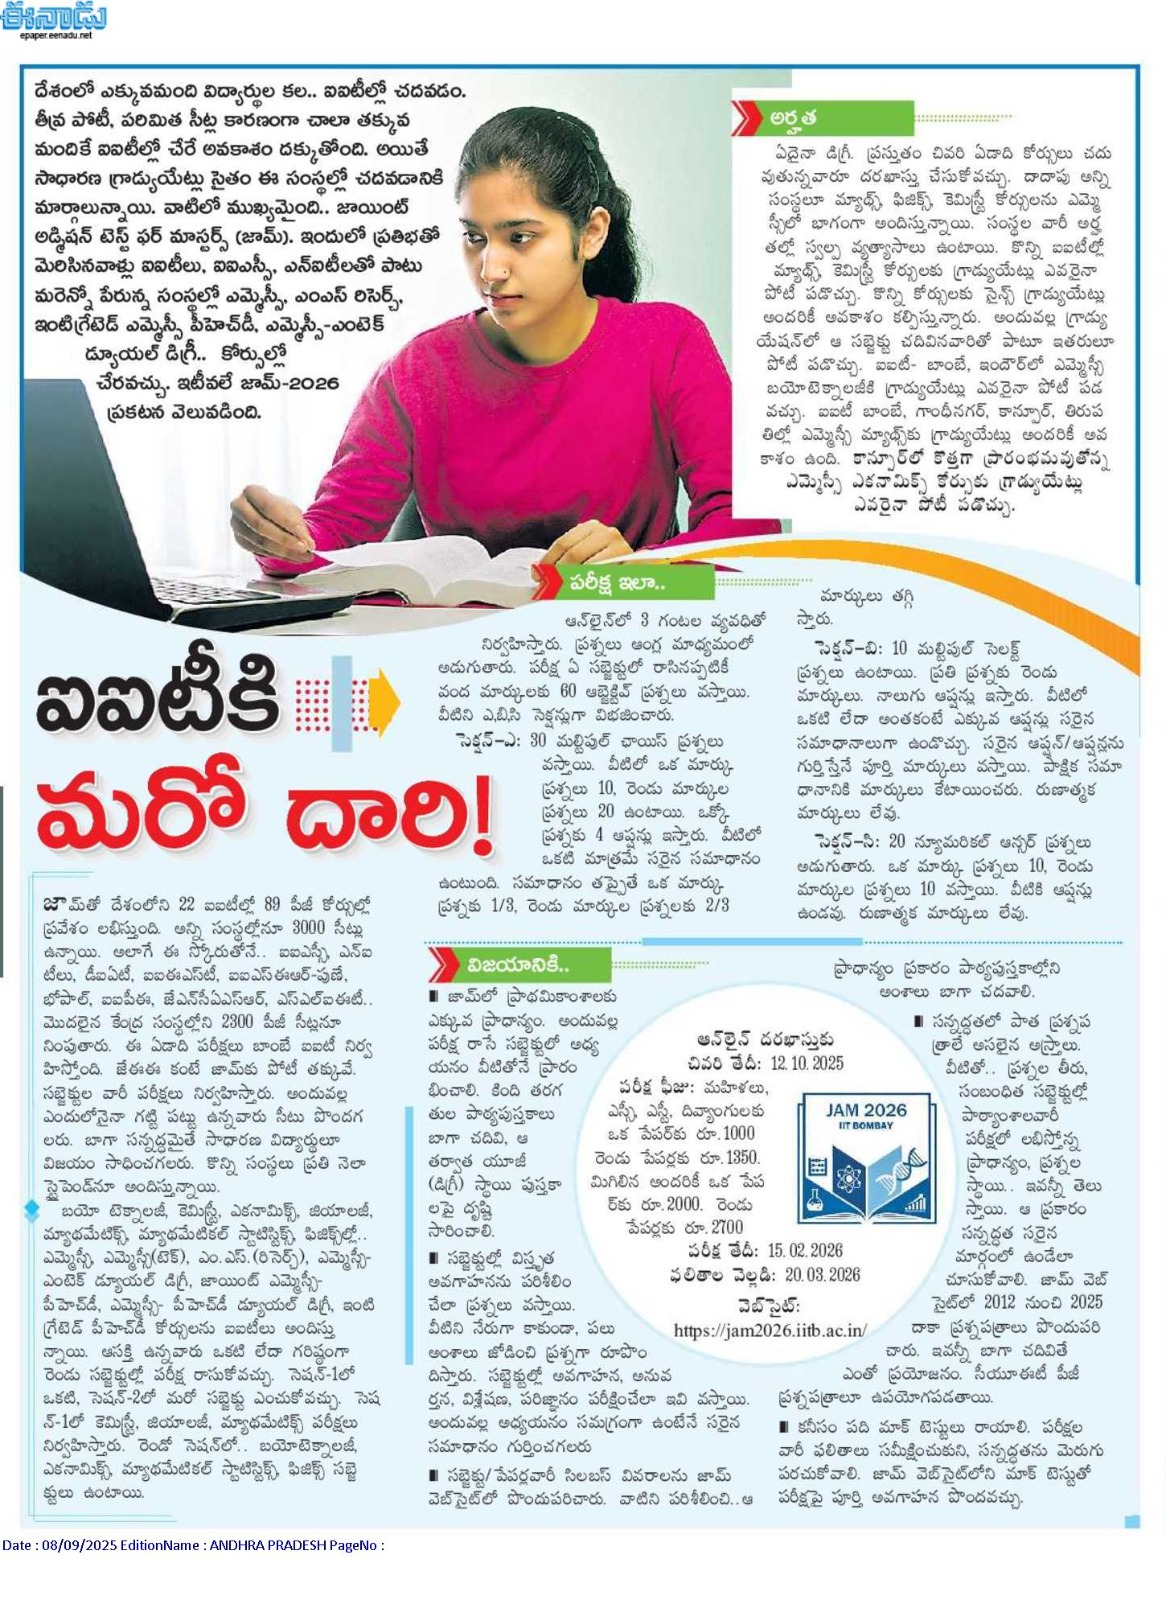 ఈనాడు
epaper.eenadu.net
దేశంలో ఎక్కువమంది విద్యార్థుల కల.. ఐఐటీల్లో చదవడం.
తీవ్ర పోటీ, పరిమిత సీట్ల కారణంగా చాలా తక్కువ
మందికే ఐఐటీల్లో చేరే అవకాశం దక్కుతోంది. అయితే
సాధారణ గ్రాడ్యుయేట్లు సైతం ఈ సంస్థల్లో చదవడానికి
మార్గాలున్నాయి. వాటిలో ముఖ్యమైంది.. జాయింట్
అడ్మిషన్ టెస్ట్ ఫర్ మాస్టర్స్ (జామ్). ఇందులో ప్రతిభతో
మెరిసినవాళ్లు ఐఐటీలు, ఐఐఎస్సీ, ఎన్ఐటీలతో పాటు
మరెన్నో పేరున్న సంస్థల్లో ఎమ్మెస్సీ, ఎంఎస్ రిసెర్చ్,
ఇంటిగ్రేటెడ్ ఎమ్మెస్సీ పీహెచ్‌డీ, ఎమ్మెస్సీ-ఎంటెక్
డ్యూయల్ డిగ్రీ.. కోర్సుల్లో
చేరవచ్చు. ఇటీవలే జామ్-2026
ప్రకటన వెలువడింది.
అర్హత
ఏదైనా డిగ్రీ. ప్రస్తుతం చివరి ఏడాది కోర్సులు చదు
వుతున్నవారూ దరఖాస్తు చేసుకోవచ్చు. దాదాపు అన్ని
సంస్థలూ మ్యాథ్స్, ఫిజిక్స్, కెమిస్ట్రీ కోర్సులను ఎమ్మె
స్సీలో భాగంగా అందిస్తున్నాయి. సంస్థల వారీ అర్హ
తల్లో స్వల్ప వ్యత్యాసాలు ఉంటాయి. కొన్ని ఐఐటీల్లో
మ్యాథ్స్, కెమిస్ట్రీ కోర్సులకు గ్రాడ్యుయేట్లు ఎవరైనా
పోటీ పడొచ్చు. కొన్ని కోర్సులకు సైన్స్ గ్రాడ్యుయేట్లు
అందరికీ అవకాశం కల్పిస్తున్నారు. అందువల్ల గ్రాడ్యు
యేషన్‌లో ఆ సబ్జెక్టు చదివినవారితో పాటూ ఇతరులూ
పోటీ పడొచ్చు. ఐఐటీ- బాంబే, ఇండోర్‌లో ఎమ్మెస్సీ
బయోటెక్నాలజీకి గ్రాడ్యుయేట్లు ఎవరైనా పోటీ పడ
వచ్చు. ఐఐటీ బాంబే, గాంధీనగర్, కాన్పూర్, తిరుప
తిల్లో ఎమ్మెస్సీ మ్యాథ్స్‌కు గ్రాడ్యుయేట్లు అందరికీ అవ
కాశం ఉంది. కాన్పూర్‌లో కొత్తగా ప్రారంభమవుతోన్న
ఎమ్మెస్సీ ఎకనామిక్స్ కోర్సుకు గ్రాడ్యుయేట్లు
ఎవరైనా పోటీ పడొచ్చు.
ఐఐటీకి
మరో దారి!
జామ్‌తో దేశంలోని 22 ఐఐటీల్లో 89 పీజీ కోర్సుల్లో
ప్రవేశం లభిస్తుంది. అన్ని సంస్థల్లోనూ 3000 సీట్లు
ఉన్నాయి. అలాగే ఈ స్కోరుతోనే.. ఐఐఎస్సీ, ఎన్ఐ
టీలు, డీఐఏటీ, ఐఐఈఎస్‌టీ, ఐఐఎస్ఈఆర్-పుణే,
భోపాల్, ఐఐపీఈ, జేఎన్‌సీఏఎస్ఆర్, ఎస్ఎల్ఐఈటీ..
మొదలైన కేంద్ర సంస్థల్లోని 2300 పీజీ సీట్లనూ
నింపుతారు. ఈ ఏడాది పరీక్షలు బాంబే ఐఐటీ నిర్వ
హిస్తోంది. జేఈఈ కంటే జామ్‌కు పోటీ తక్కువే.
సబ్జెక్టుల వారీ పరీక్షలు నిర్వహిస్తారు. అందువల్ల
ఎందులోనైనా గట్టి పట్టు ఉన్నవారు సీటు పొందగ
లరు. బాగా సన్నద్ధమైతే సాధారణ విద్యార్థులూ
విజయం సాధించగలరు. కొన్ని సంస్థలు ప్రతి నెలా
స్టైపెండ్‌నూ అందిస్తున్నాయి.
బయో టెక్నాలజీ, కెమిస్ట్రీ, ఎకనామిక్స్, జియాలజీ,
మ్యాథమేటిక్స్, మ్యాథమేటికల్ స్టాటిస్టిక్స్, ఫిజిక్స్‌ల్లో..
ఎమ్మెస్సీ, ఎమ్మెస్సీ(టెక్), ఎం.ఎస్.(రిసెర్చ్), ఎమ్మెస్సీ-
ఎంటెక్ డ్యూయల్ డిగ్రీ, జాయింట్ ఎమ్మెస్సీ-
పీహెచ్‌డీ, ఎమ్మెస్సీ- పీహెచ్‌డీ డ్యూయల్ డిగ్రీ, ఇంటి
గ్రేటెడ్ పీహెచ్‌డీ కోర్సులను ఐఐటీలు అందిస్తు
న్నాయి. ఆసక్తి ఉన్నవారు ఒకటి లేదా గరిష్ఠంగా
రెండు సబ్జెక్టుల్లో పరీక్ష రాసుకోవచ్చు. సెషన్-1లో
ఒకటి, సెషన్-2లో మరో సబ్జెక్టు ఎంచుకోవచ్చు. సెష
న్-1లో కెమిస్ట్రీ, జియాలజీ, మ్యాథమేటిక్స్ పరీక్షలు
నిర్వహిస్తారు. రెండో సెషన్‌లో.. బయోటెక్నాలజీ,
ఎకనామిక్స్, మ్యాథమేటికల్ స్టాటిస్టిక్స్, ఫిజిక్స్ సబ్జె
క్టులు ఉంటాయి.
పరీక్ష ఇలా..
ఆన్‌లైన్‌లో 3 గంటల వ్యవధితో
నిర్వహిస్తారు. ప్రశ్నలు ఆంగ్ల మాధ్యమంలో
అడుగుతారు. పరీక్ష ఏ సబ్జెక్టులో రాసినప్పటికీ
వంద మార్కులకు 60 ఆబ్జెక్టివ్ ప్రశ్నలు వస్తాయి.
వీటిని ఎ,బి,సి సెక్షన్లుగా విభజించారు.
సెక్షన్-ఎ: 30 మల్టిపుల్ ఛాయిస్ ప్రశ్నలు
వస్తాయి. వీటిలో ఒక మార్కు
ప్రశ్నలు 10, రెండు మార్కుల
ప్రశ్నలు 20 ఉంటాయి. ఒక్కో
ప్రశ్నకు 4 ఆప్షన్లు ఇస్తారు. వీటిలో
ఒకటి మాత్రమే సరైన సమాధానం
ఉంటుంది. సమాధానం తప్పైతే ఒక మార్కు
ప్రశ్నకు 1/3, రెండు మార్కుల ప్రశ్నలకు 2/3
మార్కులు తగ్గి
స్తారు.
సెక్షన్-బి: 10 మల్టిపుల్ సెలక్ట్
ప్రశ్నలు ఉంటాయి. ప్రతి ప్రశ్నకు రెండు
మార్కులు. నాలుగు ఆప్షన్లు ఇస్తారు. వీటిలో
ఒకటి లేదా అంతకంటే ఎక్కువ ఆప్షన్లు సరైన
సమాధానాలుగా ఉండొచ్చు. సరైన ఆప్షన్/ఆప్షన్లను
గుర్తిస్తేనే పూర్తి మార్కులు వస్తాయి. పాక్షిక సమా
ధానానికి మార్కులు కేటాయించరు. రుణాత్మక
మార్కులు లేవు.
సెక్షన్-సి: 20 న్యూమరికల్ ఆన్సర్ ప్రశ్నలు
అడుగుతారు. ఒక మార్కు ప్రశ్నలు 10, రెండు
మార్కుల ప్రశ్నలు 10 వస్తాయి. వీటికి ఆప్షన్లు
ఉండవు. రుణాత్మక మార్కులు లేవు.
విజయానికి..
జామ్‌లో ప్రాథమికాంశాలకు
ఎక్కువ ప్రాధాన్యం. అందువల్ల
పరీక్ష రాసే సబ్జెక్టులో అధ్య
యనం వీటితోనే ప్రారం
భించాలి. కింది తరగ
తుల పాఠ్యపుస్తకాలు
బాగా చదివి, ఆ
తర్వాత యూజీ
(డిగ్రీ) స్థాయి పుస్తకా
లపై దృష్టి
సారించాలి.
సబ్జెక్టుల్లో విస్తృత
అవగాహనను పరిశీలిం
చేలా ప్రశ్నలు వస్తాయి.
వీటిని నేరుగా కాకుండా, పలు
అంశాలు జోడించి ప్రశ్నగా రూపొం
దిస్తారు. సబ్జెక్టుల్లో అవగాహన, అనువ
ర్తన, విశ్లేషణ, పరిజ్ఞానం పరీక్షించేలా ఇవి వస్తాయి.
అందువల్ల అధ్యయనం సమగ్రంగా ఉంటేనే సరైన
సమాధానం గుర్తించగలరు
సబ్జెక్టు/పేపర్లవారీ సిలబస్ వివరాలను జామ్
వెబ్‌సైట్‌లో పొందుపరిచారు. వాటిని పరిశీలించి..ఆ
ఆన్‌లైన్ దరఖాస్తుకు
చివరి తేదీ: 12.10.2025
పరీక్ష ఫీజు: మహిళలు,
ఎస్సీ, ఎస్టీ, దివ్యాంగులకు
ఒక పేపర్‌కు రూ.1000
రెండు పేపర్లకు రూ.1350.
మిగిలిన అందరికీ ఒక పేప
ర్‌కు రూ.2000. రెండు
పేపర్లకు రూ.2700
పరీక్ష తేదీ: 15.02.2026
ఫలితాల వెల్లడి: 20.03.2026
వెబ్‌సైట్:
https://jam2026.iitb.ac.in/
JAM 2026
IIT BOMBAY
ప్రాధాన్యం ప్రకారం పాఠ్యపుస్తకాల్లోని
అంశాలు బాగా చదవాలి.
సన్నద్ధతలో పాత ప్రశ్నప
త్రాలే అసలైన అస్త్రాలు.
వీటితో.. ప్రశ్నల తీరు,
సంబంధిత సబ్జెక్టుల్లో
పాఠ్యాంశాలవారీ
పరీక్షలో లభిస్తోన్న
ప్రాధాన్యం, ప్రశ్నల
స్థాయి.. ఇవన్నీ తెలు
స్తాయి. ఆ ప్రకారం
సన్నద్ధత సరైన
మార్గంలో ఉండేలా
చూసుకోవాలి. జామ్ వెబ్
సైట్‌లో 2012 నుంచి 2025
దాకా ప్రశ్నపత్రాలు పొందుపరి
చారు. ఇవన్నీ బాగా చదివితే
ఎంతో ప్రయోజనం. సీయూఈటీ పీజీ
ప్రశ్నపత్రాలూ ఉపయోగపడతాయి.
కనీసం పది మాక్ టెస్టులు రాయాలి. పరీక్షల
వారీ ఫలితాలు సమీక్షించుకుని, సన్నద్ధతను మెరుగు
పరచుకోవాలి. జామ్ వెబ్‌సైట్‌లోని మాక్ టెస్టుతో
పరీక్షపై పూర్తి అవగాహన పొందవచ్చు.
Date : 08/09/2025 EditionName : ANDHRA PRADESH PageNo :